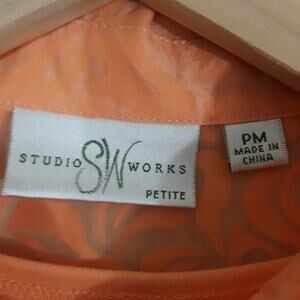 STUDIO SW WORKS
PETITE
PM
MADE IN
CHINA